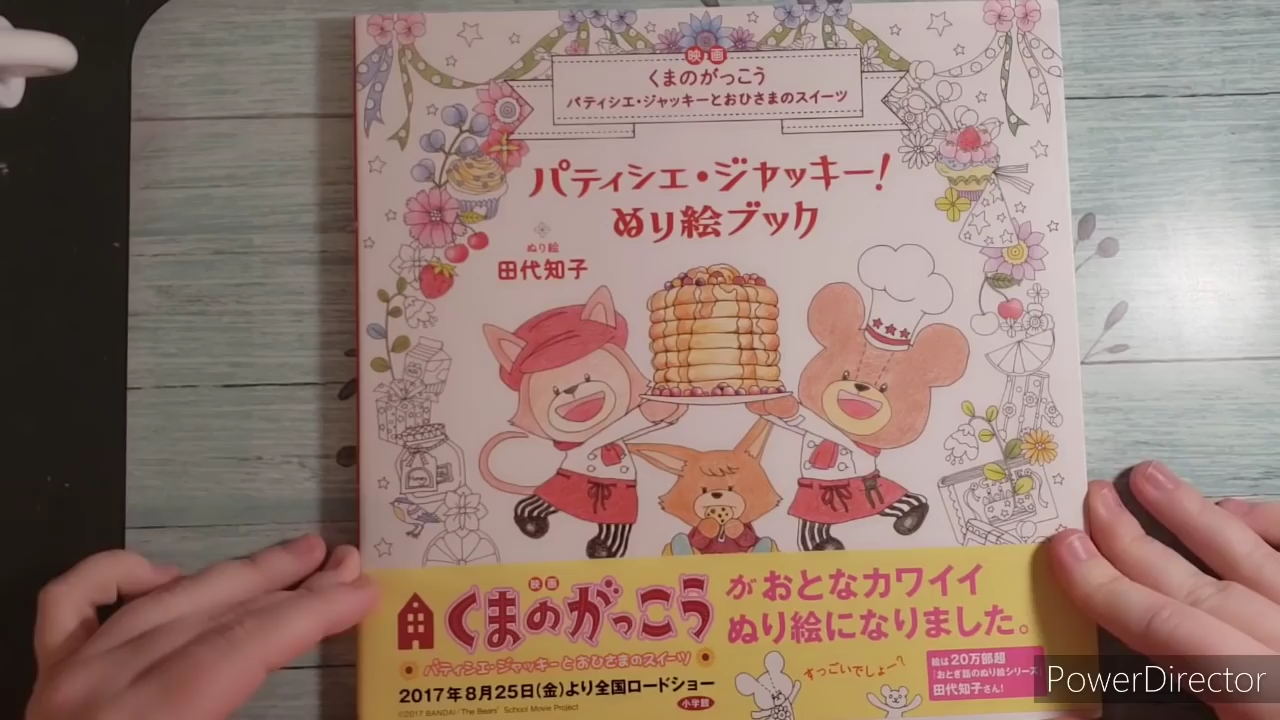 映画
くまのがっこう
パティシエ・ジャッキーとおひさまのスイーツ
パティシエ・ジャッキー!
ぬり絵ブック
ぬり絵
田代知子
映画
くまのがっこう
パティシエ・ジャッキーとおひさまのスイーツ
2017年8月25日(金)より全国ロードショー
©2017 BANDAI/The Bears' School Movie Project
小学館
がおとなカワイイ
ぬり絵になりました。
すっごいでしょー?
絵は20万部超
「おとぎ話のぬり絵シリーズ
田代知子さん!
PowerDirector